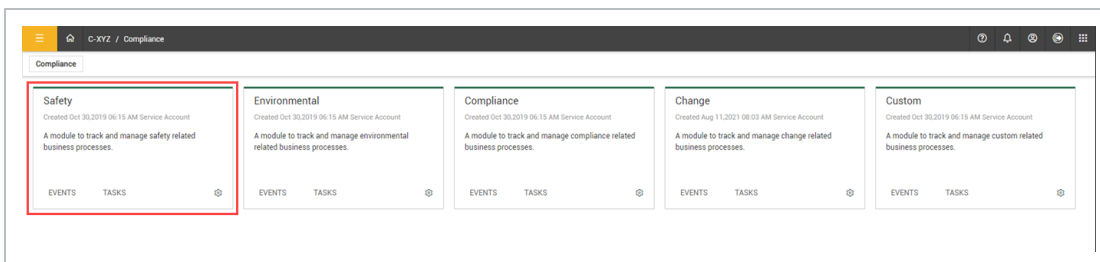 C-XYZ / Compliance
Compliance
Safety
Created Oct 30,2019 06:15 AM Service Account
A module to track and manage safety related
business processes.
EVENTS TASKS
Environmental
Created Oct 30,2019 06:15 AM Service Account
A module to track and manage environmental
related business processes.
EVENTS TASKS
Compliance
Created Oct 30,2019 06:15 AM Service Account
A module to track and manage compliance related
business processes.
EVENTS TASKS
Change
Created Aug 11,2021 08:03 AM Service Account
A module to track and manage change related
business processes.
EVENTS TASKS
Custom
Created Oct 30,2019 06:15 AM Service Account
A module to track and manage custom related
business processes.
EVENTS TASKS